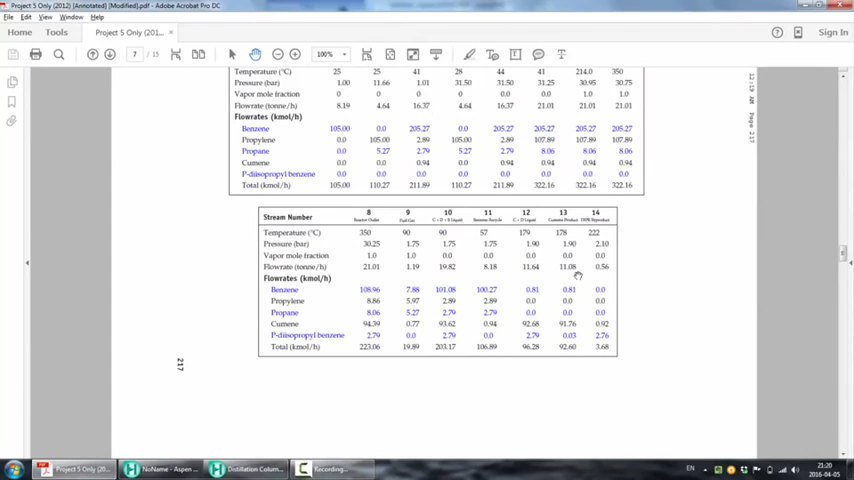 Project 5 Only (2012) [Annotated] [Modified].pdf - Adobe Acrobat Pro DC
File Edit View Window Help
Home Tools Project 5 Only (201... × Sign In
7 / 15 100%
Temperature (°C) 25 25 41 28 44 41 214.0 350
Pressure (bar) 1.00 11.66 1.01 31.50 31.50 31.25 30.95 30.75
Vapor mole fraction 0 0 0 0 0 0 1.0 1.0
Flowrate (tonne/h) 8.19 4.64 16.37 4.64 16.37 21.01 21.01 21.01
Flowrates (kmol/h)
Benzene 105.00 0.0 205.27 0.0 205.27 205.27 205.27 205.27
Propylene 0.0 105.00 2.89 105.00 2.89 107.89 107.89 107.89
Propane 0.0 5.27 2.79 5.27 2.79 8.06 8.06 8.06
Cumene 0.0 0.0 0.94 0.0 0.94 0.94 0.94 0.94
P-diisopropyl benzene 0.0 0.0 0.0 0.0 0.0 0.0 0.0 0.0
Total (kmol/h) 105.00 110.27 211.89 110.27 211.89 322.16 322.16 322.16
12:19 AM Page 217
Stream Number 8 9 10 11 12 13 14
Reactor Outlet Fuel Gas C + D + B Liquid Benzene Recycle C + D Liquid Cumene Product DIPB Byproduct
Temperature (°C) 350 90 90 57 179 178 222
Pressure (bar) 30.25 1.75 1.75 1.75 1.90 1.90 2.10
Vapor mole fraction 1.0 1.0 0.0 0.0 0.0 0.0 0.0
Flowrate (tonne/h) 21.01 1.19 19.82 8.18 11.64 11.08 0.56
Flowrates (kmol/h)
Benzene 108.96 7.88 101.08 100.27 0.81 0.81 0.0
Propylene 8.86 5.97 2.89 2.89 0.0 0.0 0.0
Propane 8.06 5.27 2.79 2.79 0.0 0.0 0.0
Cumene 94.39 0.77 93.62 0.94 92.68 91.76 0.92
P-diisopropyl benzene 2.79 0.0 2.79 0.0 2.79 0.03 2.76
Total (kmol/h) 223.06 19.89 203.17 106.89 96.28 92.60 3.68
217
Project 5 Only (20... NoName - Aspen ... Distillation Colum... Recording... EN 21:20
2016-04-05